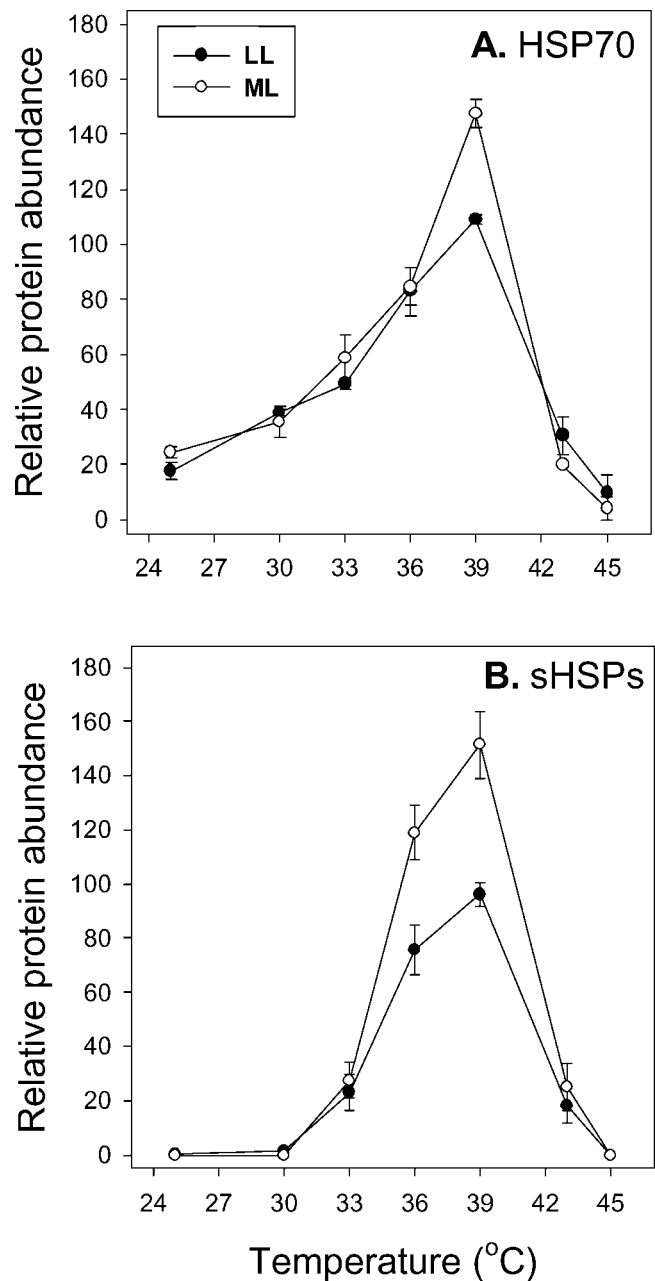 A. HSP70
LL
ML
Relative protein abundance
180
160
140
120
100
80
60
40
20
0
24 27 30 33 36 39 42 45
B. sHSPs
Relative protein abundance
180
160
140
120
100
80
60
40
20
0
24 27 30 33 36 39 42 45
Temperature (°C)